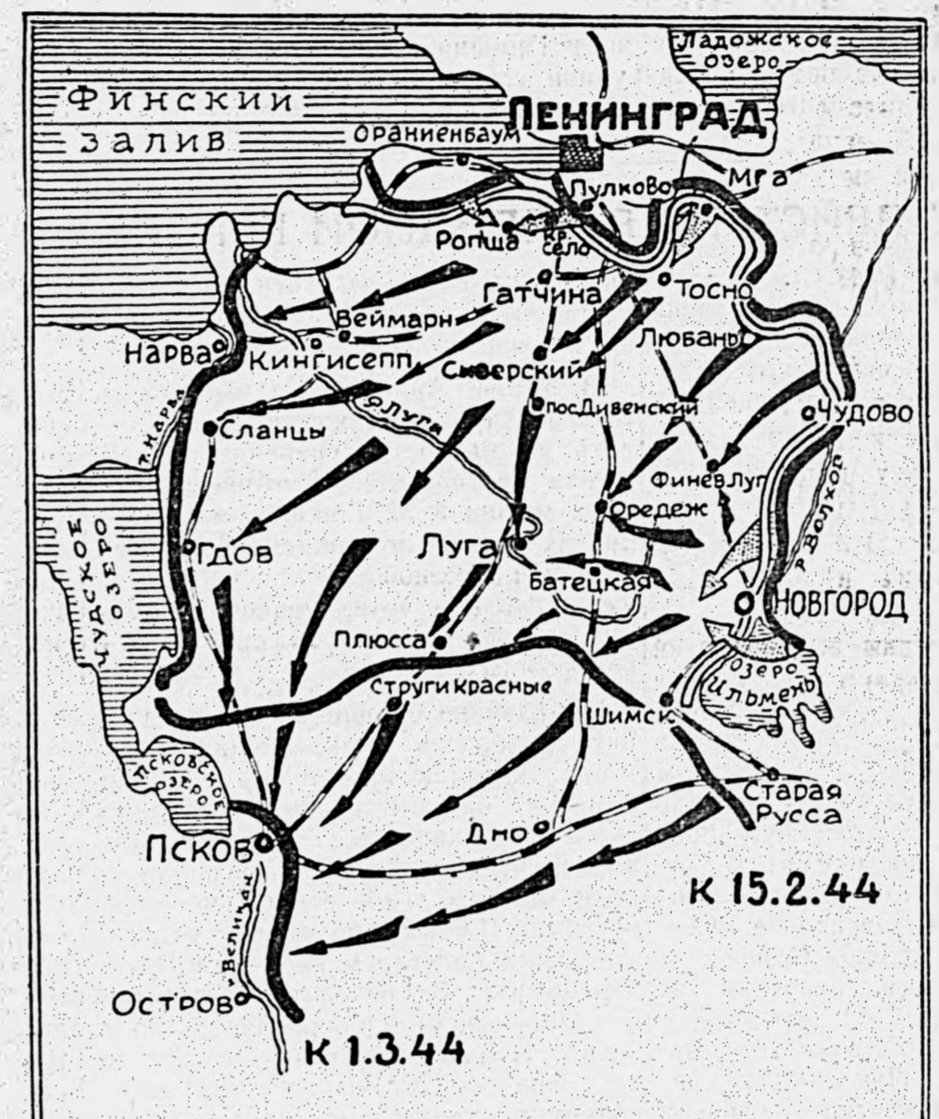 Ладожское
озеро
Финский
залив
Ленинград
Ораниенбаум
Мга
Пулково
Ропша
Кр.
село
Гатчина
Тосно
Веймарн
Любань
Нарва
Кингисепп
Сиверский
р. Нарва
р. Луга
пос. Дивенский
Чудово
Сланцы
Финев Луг
Оредеж
р. Волхов
Чудское
озеро
Гдов
Луга
Батецкая
Новгород
Плюсса
Озеро
Ильмень
Струги Красные
Шимск
Псковское
озеро
Старая
Русса
Дно
Псков
к 15.2.44
р. Великая
Остров
к 1.3.44